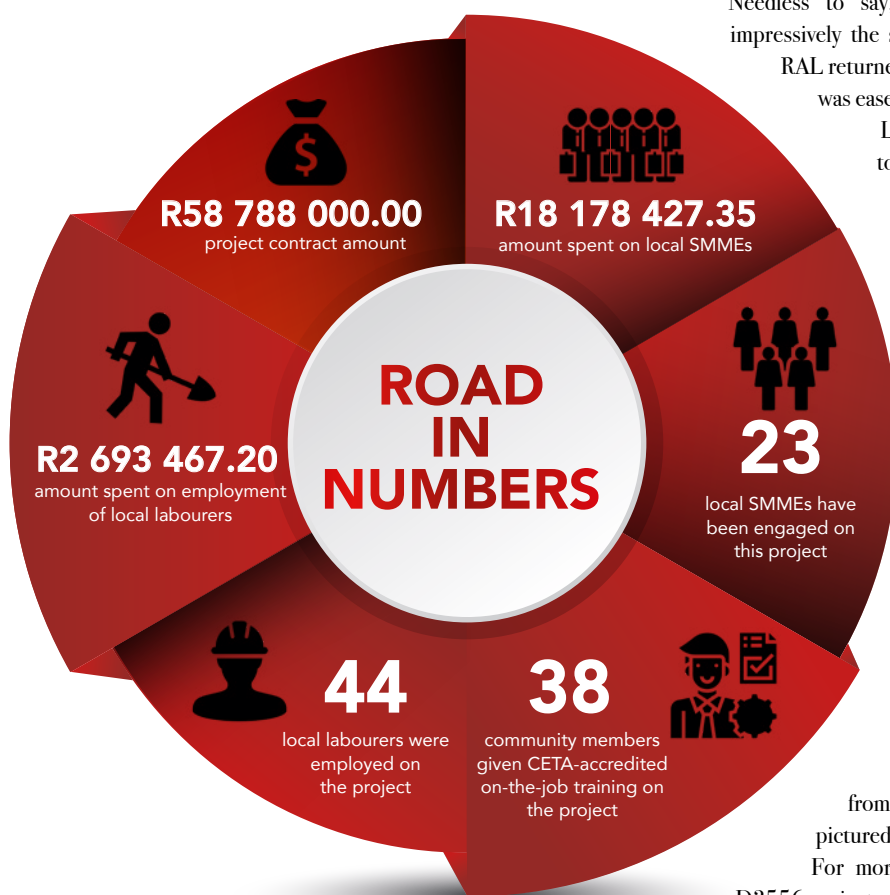 Needless to say,
impressively the
RAL
was
R58 788 000.00
project contract amount
R18 178 427.35
amount spent on local SMMEs
R2 693 467.20
amount spent on employment
of local labourers
ROAD
IN
NUMBERS
23
local SMMEs have
been engaged on
this project
44
local labourers were
employed on
the project
38
community members
given CETA-accredited
on-the-job training on
the project
from
pictured
For